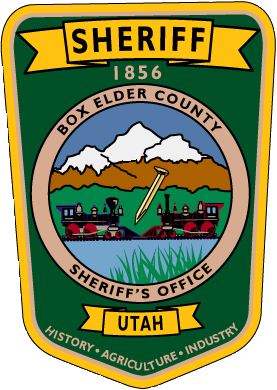 SHERIFF
1856
BOX ELDER COUNTY
SHERIFF'S OFFICE
UTAH
HISTORY • AGRICULTURE • INDUSTRY